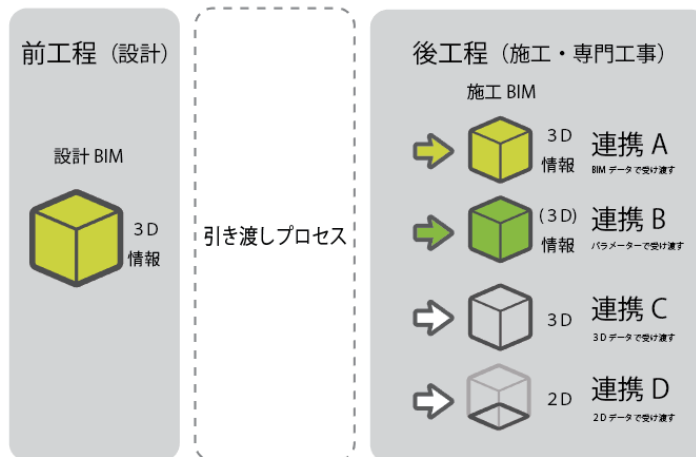 前工程（設計）
設計 BIM
3D
情報
引き渡しプロセス
後工程（施工・専門工事）
施工 BIM
3D
情報
連携 A
BIM データで受け渡す
(3D)
情報
連携 B
パラメーターで受け渡す
3D
連携 C
3Dデータで受け渡す
2D
連携 D
2Dデータで受け渡す